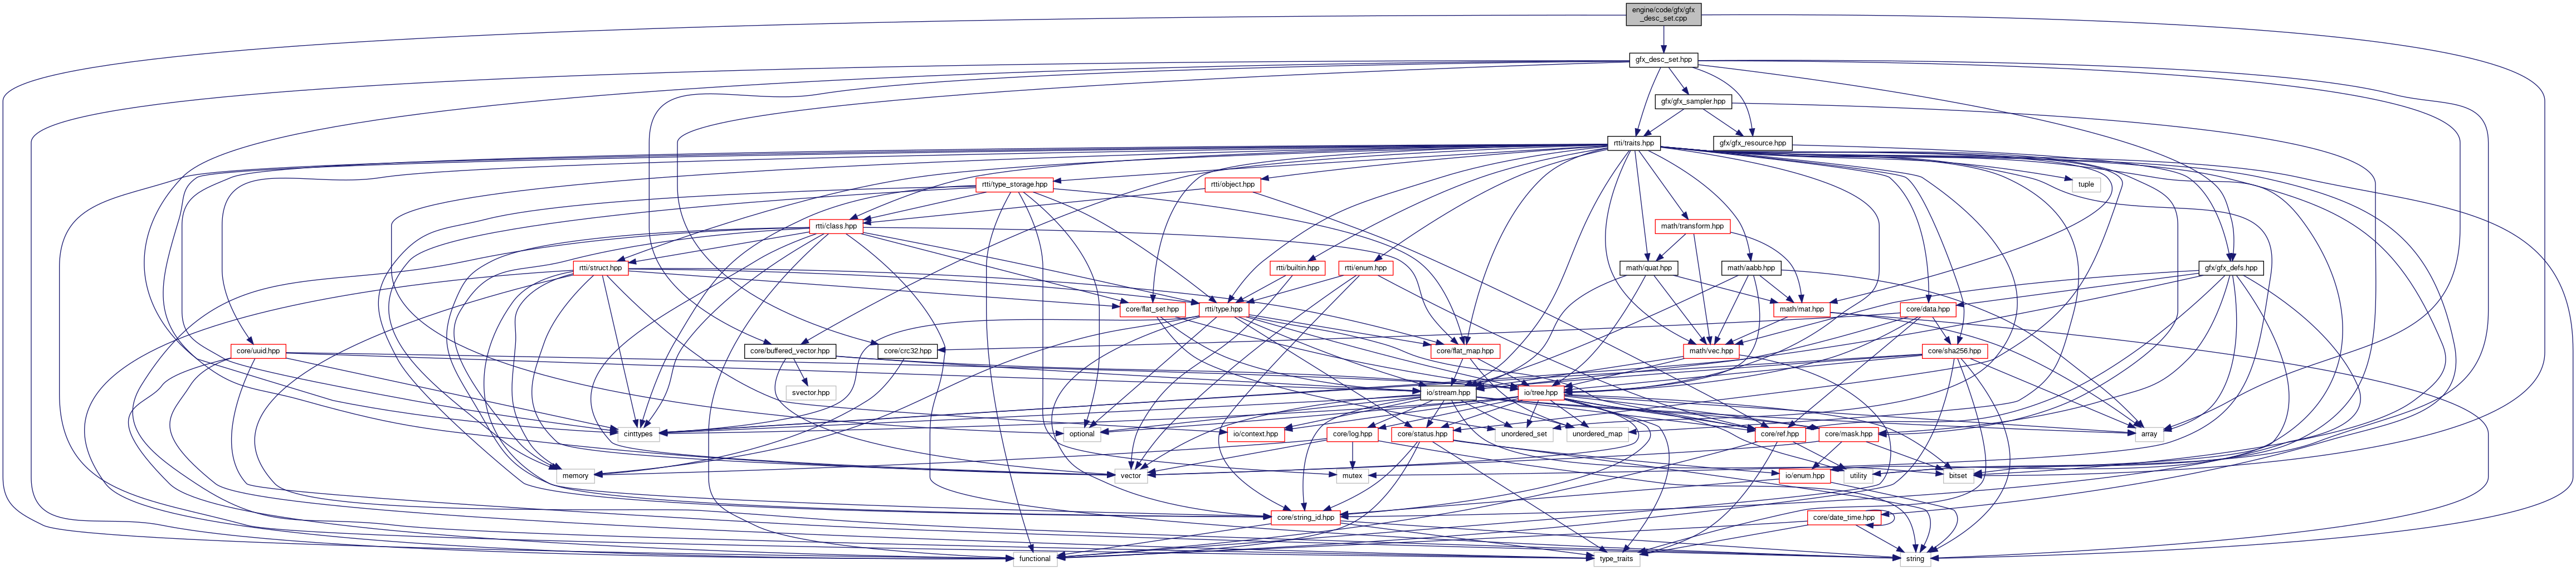 engine/code/gfx/gfx
_desc_set.cpp
gfx_desc_set.hpp
gfx/gfx_sampler.hpp
rtti/traits.hpp
gfx/gfx_resource.hpp
rtti/type_storage.hpp
rtti/object.hpp
tuple
rtti/class.hpp
math/transform.hpp
rtti/struct.hpp
rtti/builtin.hpp
rtti/enum.hpp
math/quat.hpp
math/aabb.hpp
gfx/gfx_defs.hpp
core/flat_set.hpp
rtti/type.hpp
math/mat.hpp
core/data.hpp
core/uuid.hpp
core/buffered_vector.hpp
core/crc32.hpp
core/flat_map.hpp
math/vec.hpp
core/sha256.hpp
svector.hpp
io/stream.hpp
io/tree.hpp
cinttypes
optional
io/context.hpp
core/log.hpp
core/status.hpp
unordered_set
unordered_map
core/ref.hpp
core/mask.hpp
array
memory
vector
mutex
io/enum.hpp
utility
bitset
core/string_id.hpp
core/date_time.hpp
functional
type_traits
string